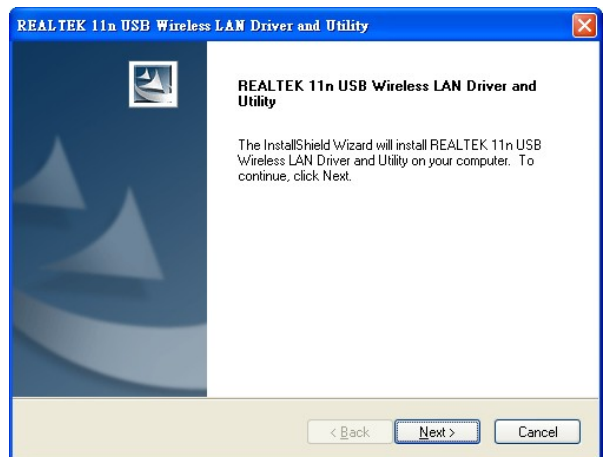 REALTEK 11n USB Wireless LAN Driver and Utility
REALTEK 11n USB Wireless LAN Driver and
Utility
The InstallShield Wizard will install REALTEK 11n USB
Wireless LAN Driver and Utility on your computer. To
continue, click Next.
< Back Next > Cancel